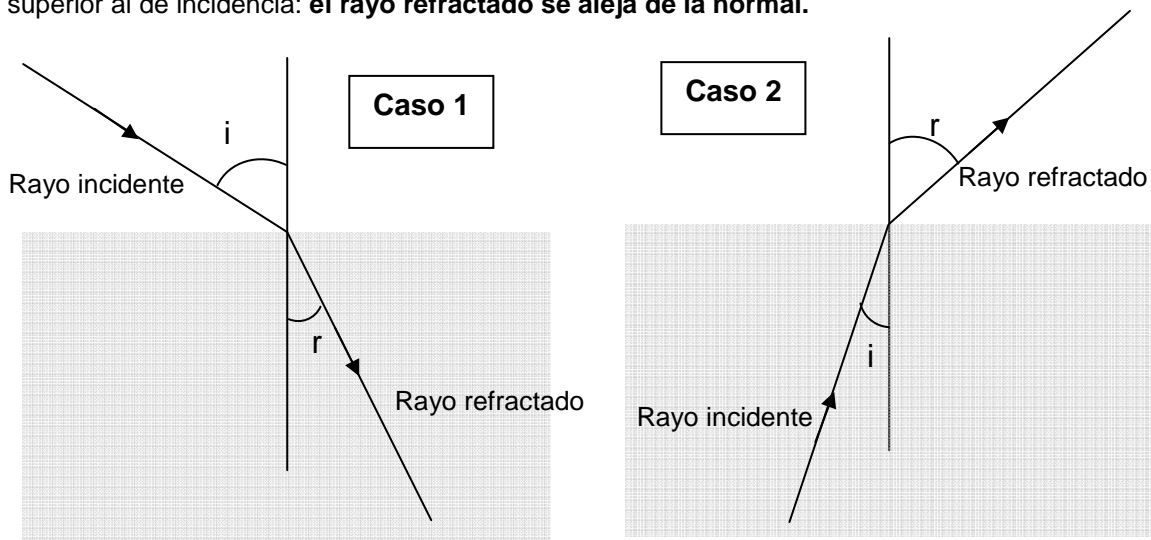 superior al de incidencia: el rayo refractado se aleja de la normal.
Caso 1
i
Rayo incidente
r
Rayo refractado
Caso 2
r
Rayo refractado
i
Rayo incidente